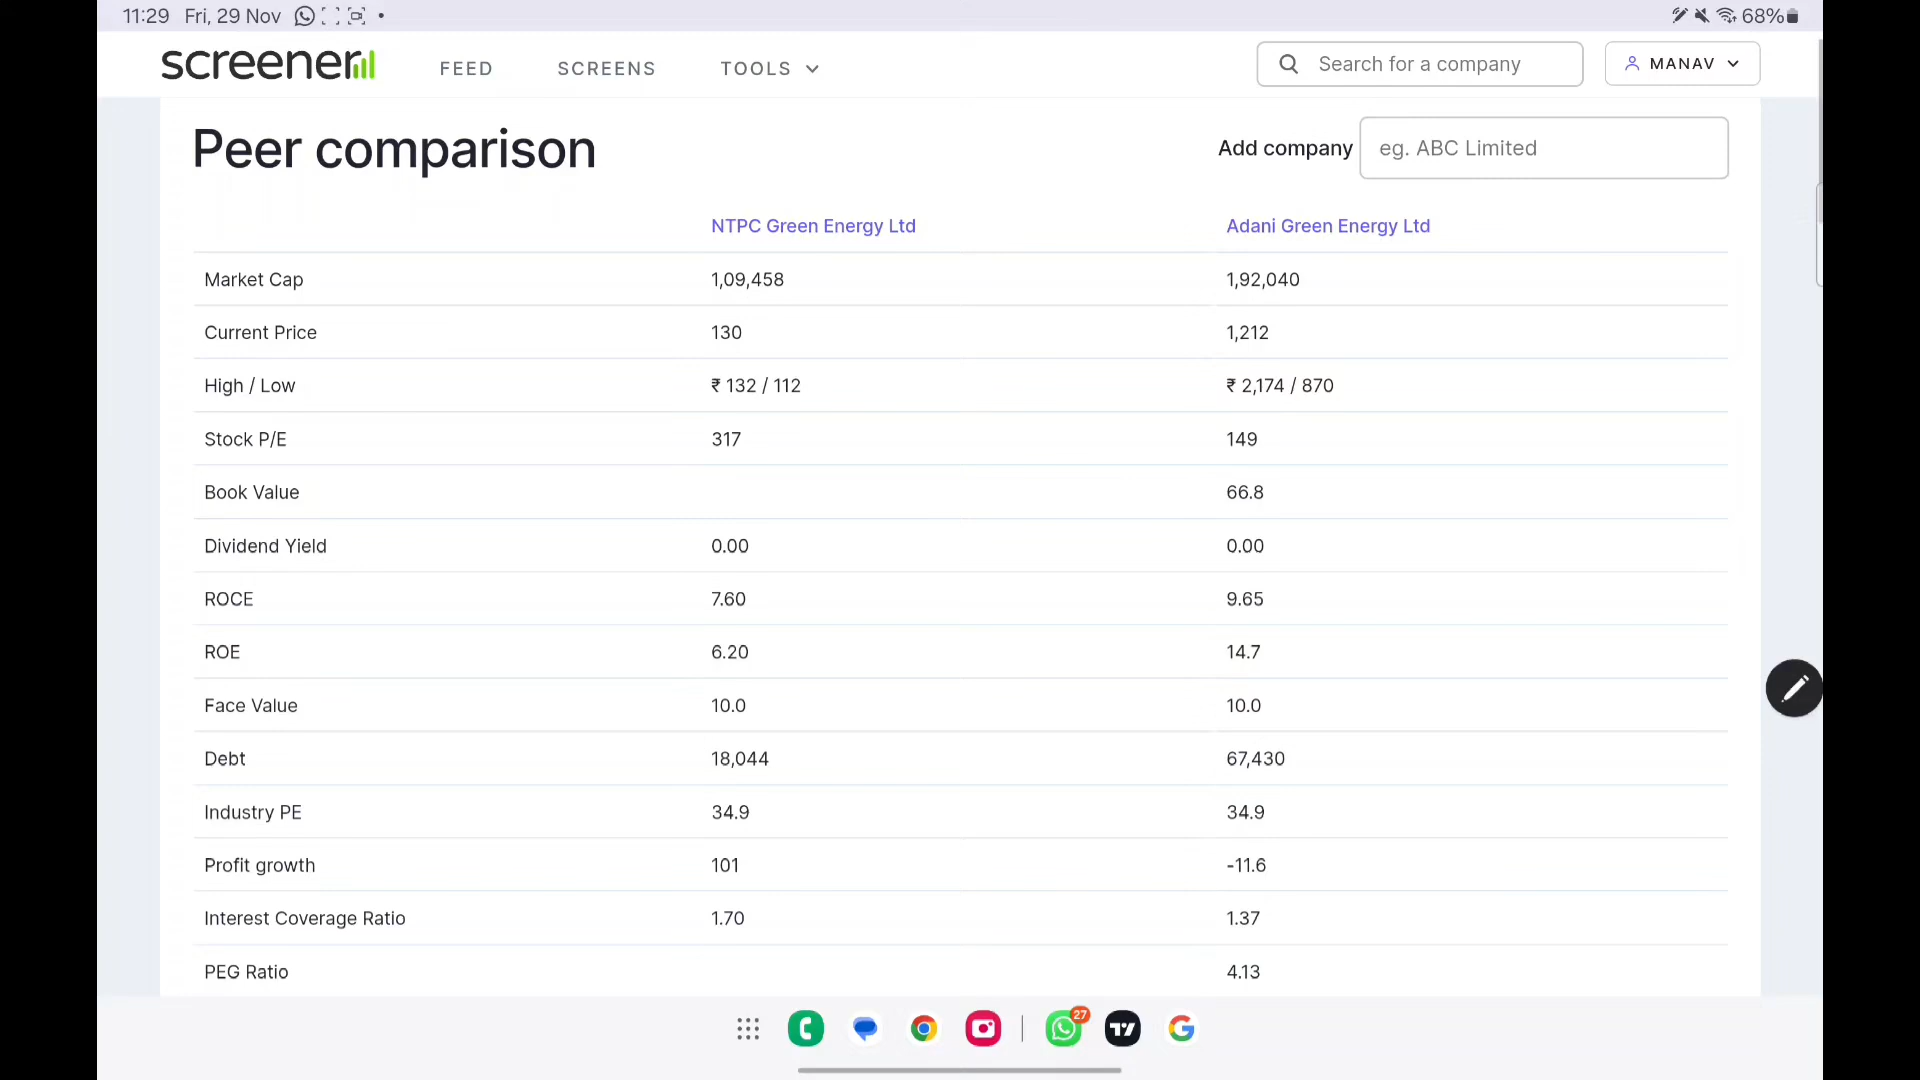 11:29 Fri, 29 Nov 68%
screener FEED SCREENS TOOLS Search for a company MANAV
Peer comparison Add company eg. ABC Limited
NTPC Green Energy Ltd Adani Green Energy Ltd
Market Cap 1,09,458 1,92,040
Current Price 130 1,212
High / Low ₹ 132 / 112 ₹ 2,174 / 870
Stock P/E 317 149
Book Value 66.8
Dividend Yield 0.00 0.00
ROCE 7.60 9.65
ROE 6.20 14.7
Face Value 10.0 10.0
Debt 18,044 67,430
Industry PE 34.9 34.9
Profit growth 101 -11.6
Interest Coverage Ratio 1.70 1.37
PEG Ratio 4.13
27